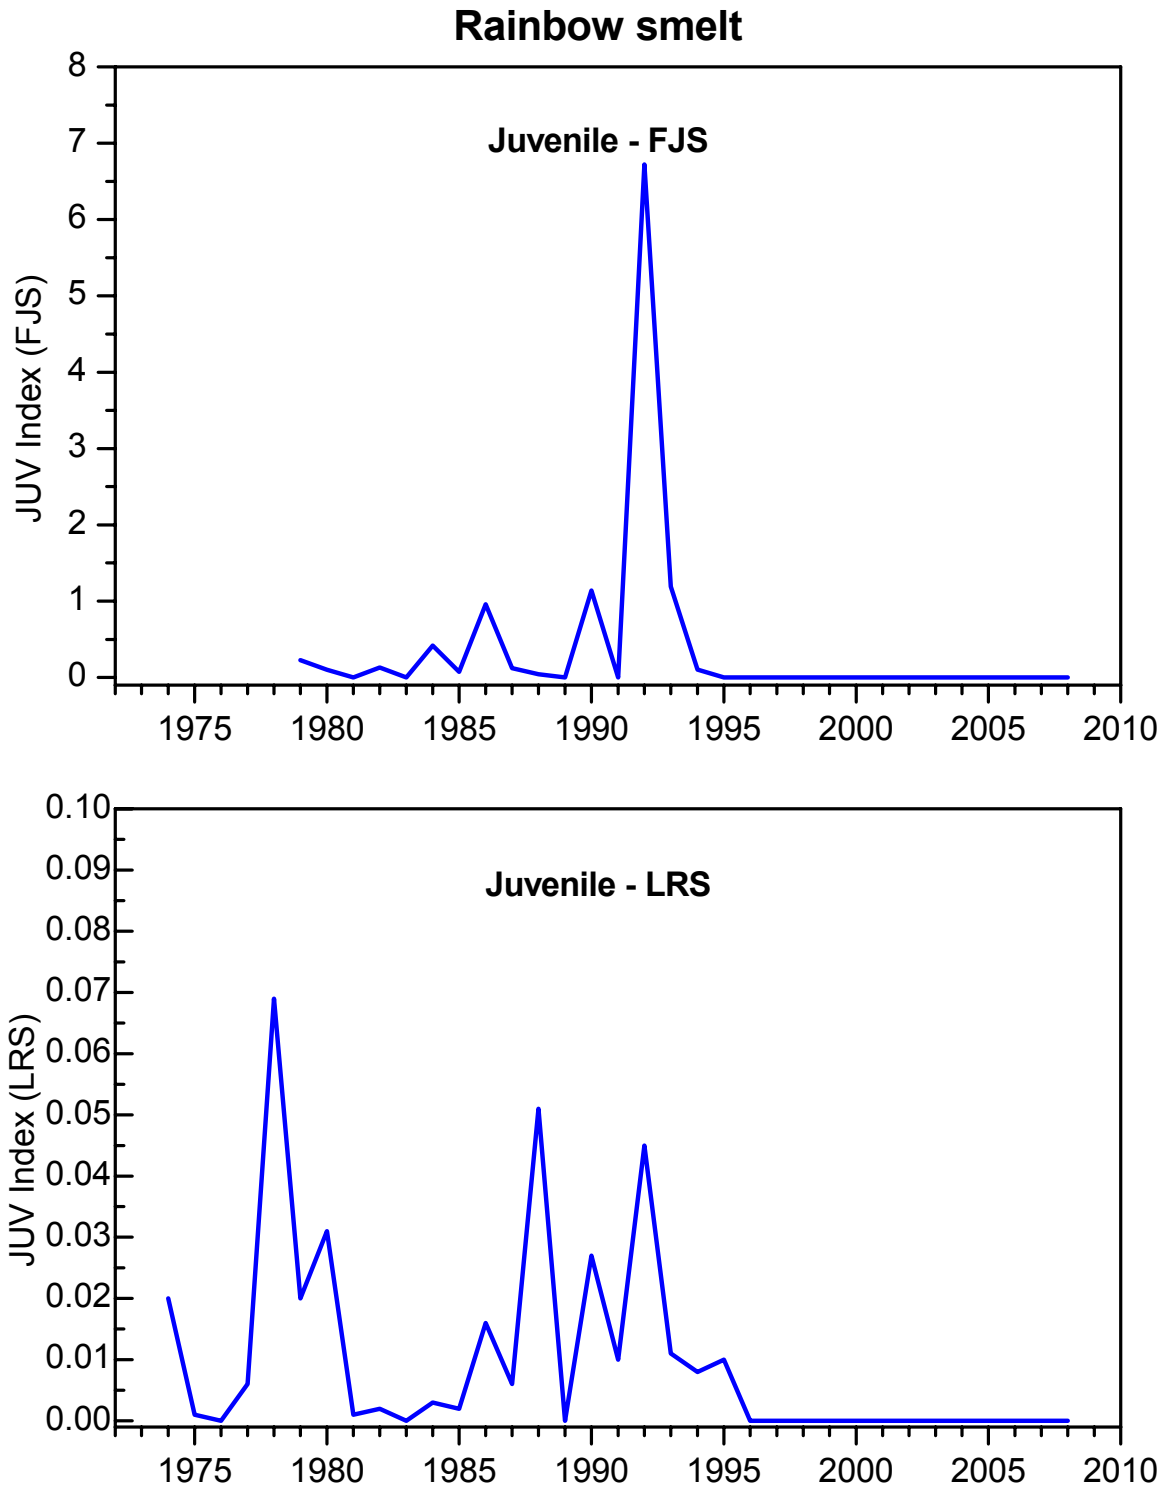 Rainbow smelt
8
7
6
5
4
3
2
1
0
JUV Index (FJS)
Juvenile - FJS
1975 1980 1985 1990 1995 2000 2005 2010
0.10
0.09
0.08
0.07
0.06
0.05
0.04
0.03
0.02
0.01
0.00
JUV Index (LRS)
Juvenile - LRS
1975 1980 1985 1990 1995 2000 2005 2010